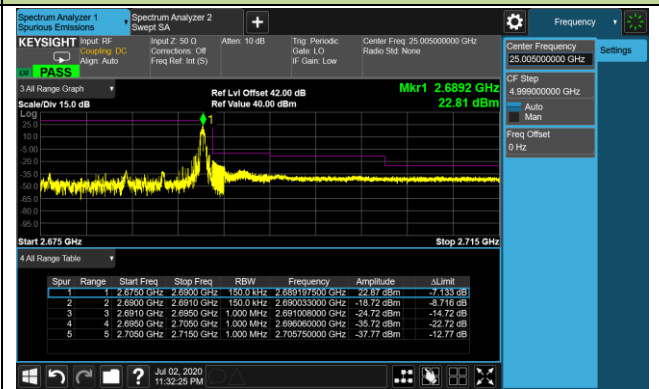 Spectrum Analyzer 1
Spurious Emissions
Spectrum Analyzer 2
Swept SA
Frequency
KEYSIGHT
Input: RF
Coupling: DC
Align: Auto
Input Z: 50 Ω
Corrections: Off
Freq Ref: Int (S)
Atten: 10 dB
Trig: Periodic
Gate: LO
IF Gain: Low
Center Freq: 25.005000000 GHz
Radio Std: None
PASS
Center Frequency
25.005000000 GHz
Settings
CF Step
4.999000000 GHz
Auto
Man
Freq Offset
0 Hz
3 All Range Graph
Scale/Div 15.0 dB
Ref Lvl Offset 42.00 dB
Ref Value 40.00 dBm
Mkr1 2.6892 GHz
22.81 dBm
Log
25.0
10.0
-5.00
-20.0
-35.0
-50.0
-65.0
-80.0
-95.0
1
Start 2.675 GHz
Stop 2.715 GHz
4 All Range Table
Spur Range Start Freq Stop Freq RBW Frequency Amplitude ΔLimit
1 1 2.6750 GHz 2.6900 GHz 150.0 kHz 2.689197500 GHz 22.87 dBm -7.133 dB
2 2 2.6900 GHz 2.6910 GHz 150.0 kHz 2.690033000 GHz -18.72 dBm -8.716 dB
3 3 2.6910 GHz 2.6950 GHz 1.000 MHz 2.691008000 GHz -24.72 dBm -14.72 dB
4 4 2.6950 GHz 2.7050 GHz 1.000 MHz 2.696060000 GHz -35.72 dBm -22.72 dB
5 5 2.7050 GHz 2.7150 GHz 1.000 MHz 2.705750000 GHz -37.77 dBm -12.77 dB
Jul 02, 2020
11:32:25 PM